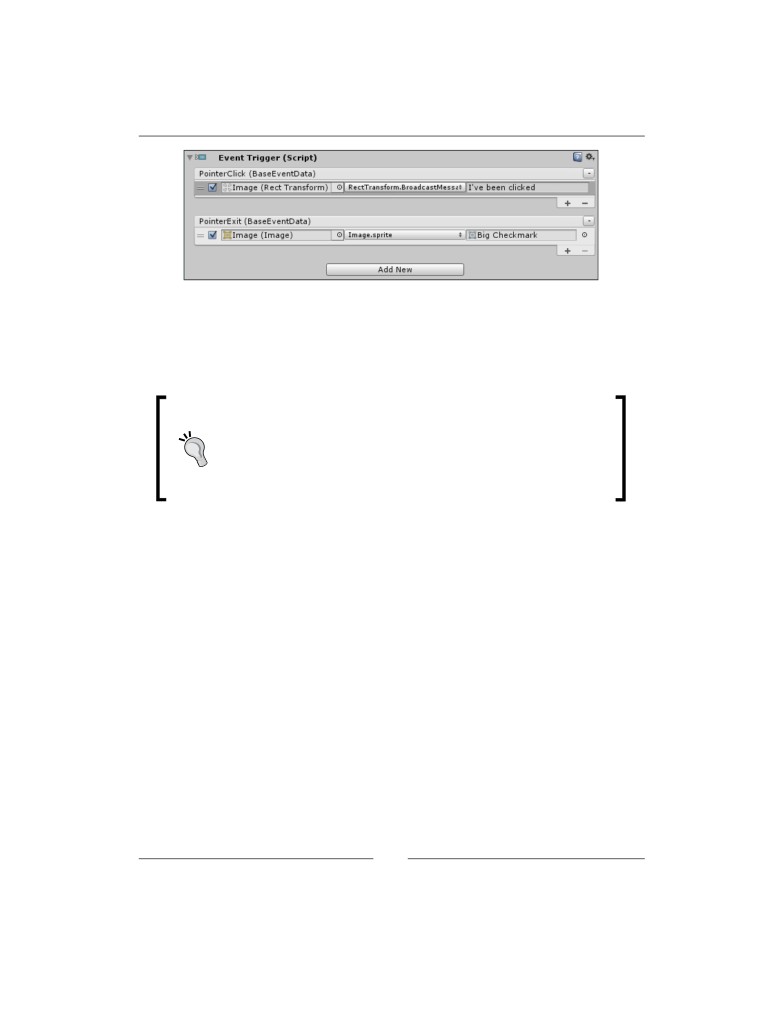 Event Trigger (Script)
PointerClick (BaseEventData)
Image (Rect Transform) RectTransform.BroadcastMessa I've been clicked
+ −
PointerExit (BaseEventData)
Image (Image) Image.sprite Big Checkmark
+ −
Add New